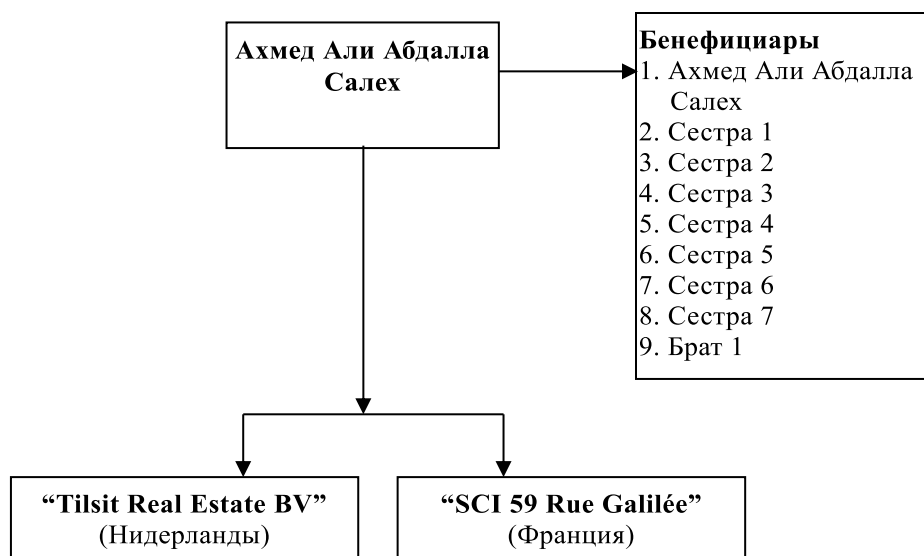 Ахмед Али Абдалла
Салех
Бенефициары
1. Ахмед Али Абдалла
Салех
2. Сестра 1
3. Сестра 2
4. Сестра 3
5. Сестра 4
6. Сестра 5
7. Сестра 6
8. Сестра 7
9. Брат 1
“Tilsit Real Estate BV”
(Нидерланды)
“SCI 59 Rue Galilée”
(Франция)